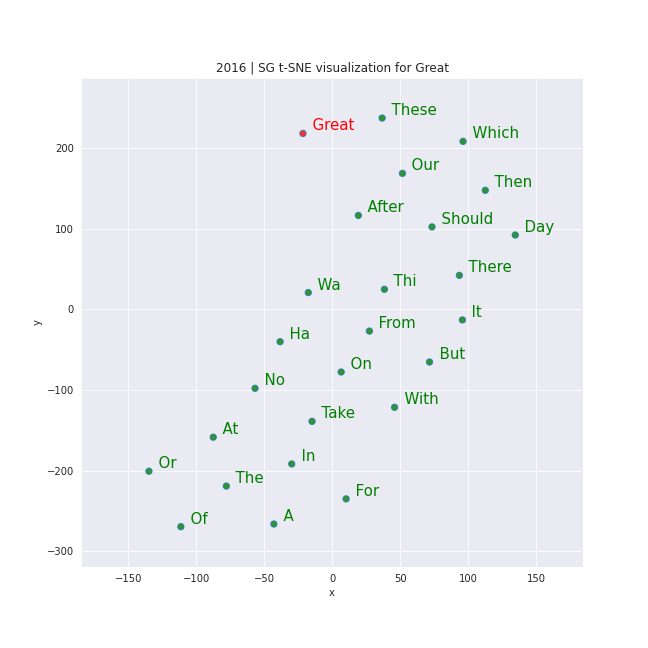 2016 | SG t-SNE visualization for Great
These
Great
Which
Our
Then
After
Should
Day
There
Thi
Wa
It
From
Ha
But
On
No
With
Take
At
In
Or
The
For
Of
A
200
100
0
−100
−200
−300
y
−150
−100
−50
0
50
100
150
x